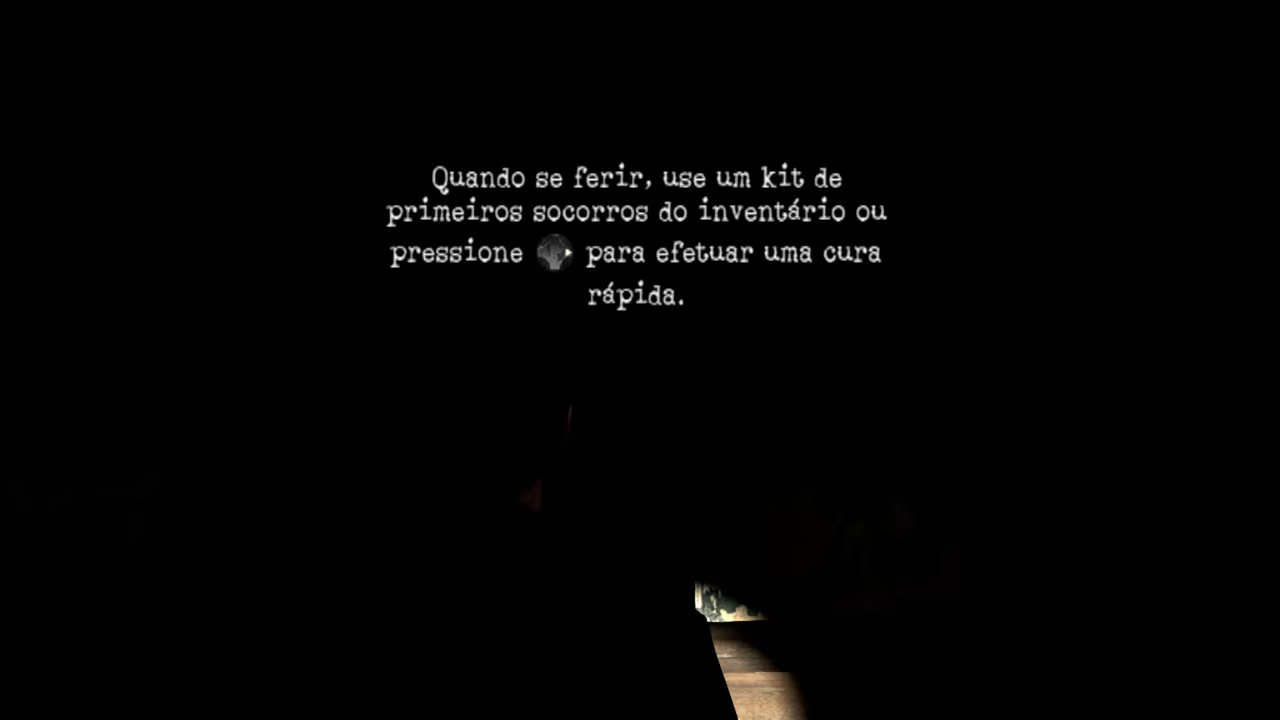 Quando se ferir, use um kit de
primeiros socorros do inventário ou
pressione para efetuar uma cura
rápida.